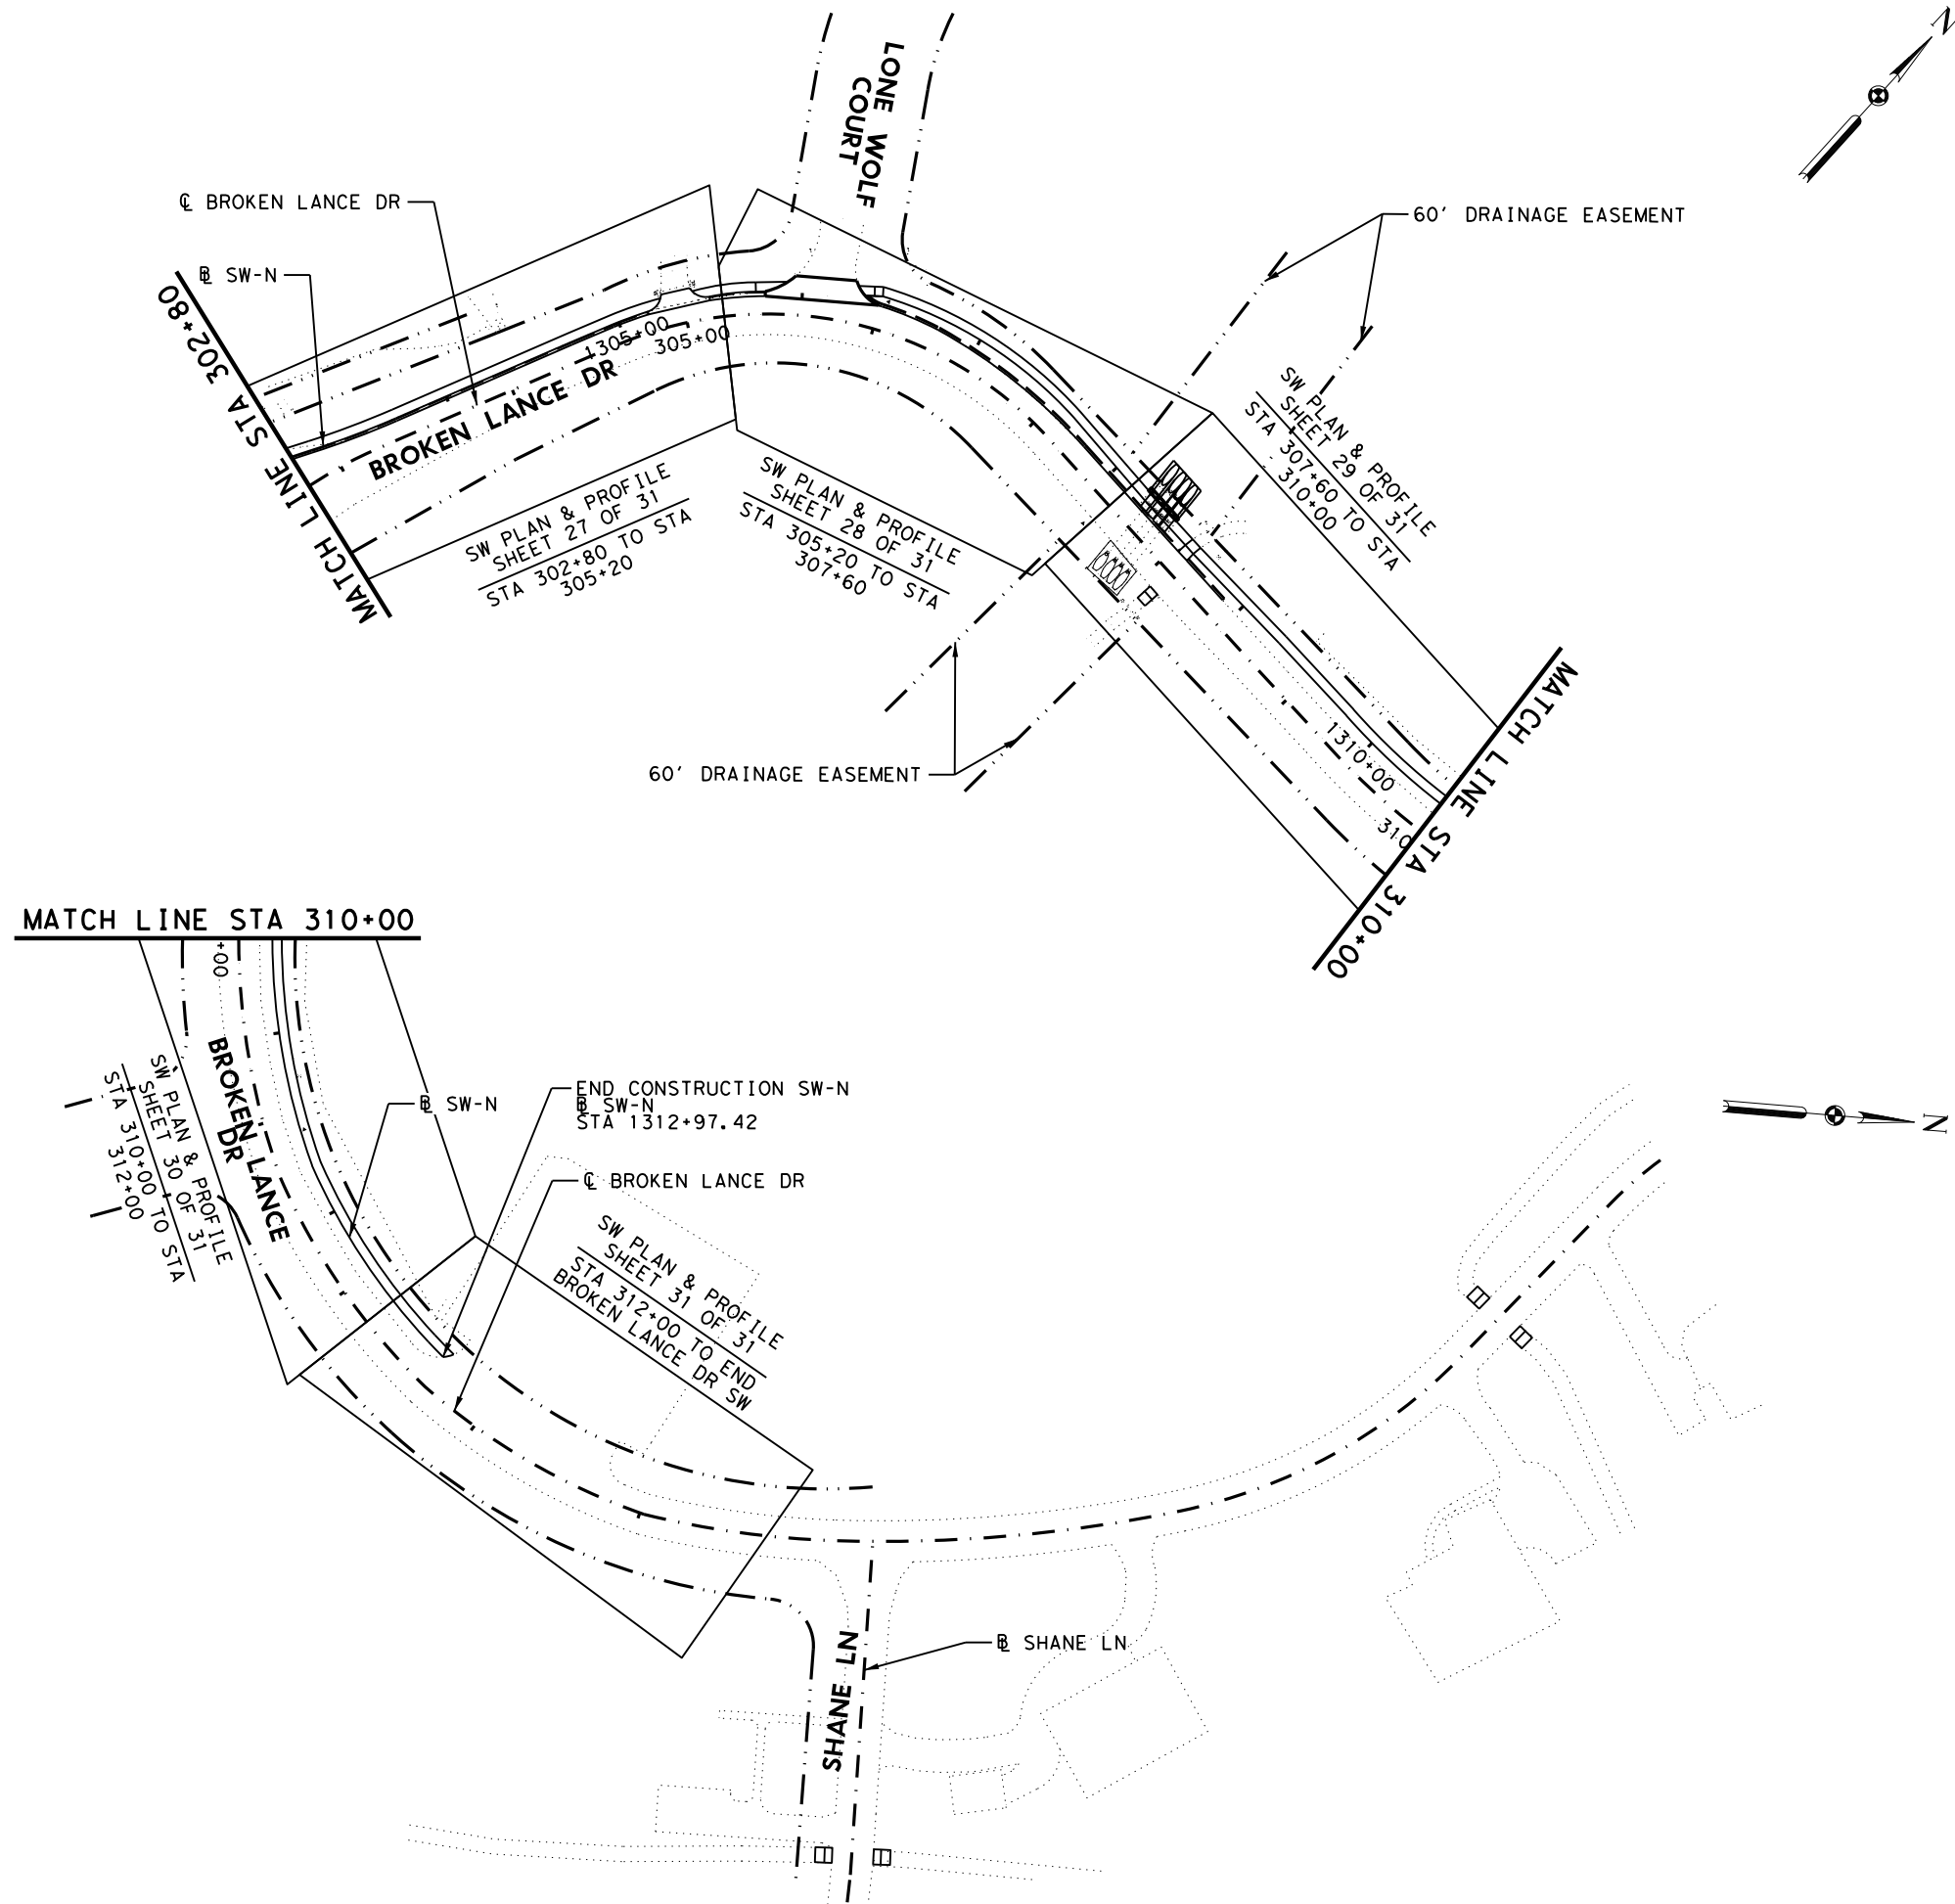 N
LONE WOLF
COURT
℄ BROKEN LANCE DR
60' DRAINAGE EASEMENT
℄ SW-N
MATCH LINE STA 302+80
1305+00
305+00
BROKEN LANCE DR
SW PLAN & PROFILE
SHEET 27 OF 31
STA 302+80 TO STA
305+20
SW PLAN & PROFILE
SHEET 28 OF 31
STA 305+20 TO STA
307+60
SW PLAN & PROFILE
SHEET 29 OF 31
STA 307+60 TO STA
310+00
60' DRAINAGE EASEMENT
1310+00
310
MATCH LINE STA 310+00
MATCH LINE STA 310+00
+00
BROKEN LANCE
DR
SW PLAN & PROFILE
SHEET 30 OF 31
STA 310+00 TO STA
312+00
BL SW-N
END CONSTRUCTION SW-N
BL SW-N
STA 1312+97.42
℄ BROKEN LANCE DR
SW PLAN & PROFILE
SHEET 31 OF 31
STA 312+00 TO END
BROKEN LANCE DR SW
N
BL SHANE LN
SHANE LN